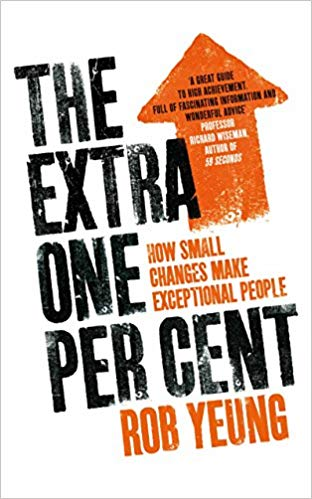 THE
EXTRA
ONE
PER CENT
'A GREAT GUIDE
TO HIGH ACHIEVEMENT.
FULL OF FASCINATING INFORMATION AND
WONDERFUL ADVICE'
PROFESSOR
RICHARD WISEMAN,
AUTHOR OF
59 SECONDS
HOW SMALL
CHANGES MAKE
EXCEPTIONAL PEOPLE
ROB YEUNG